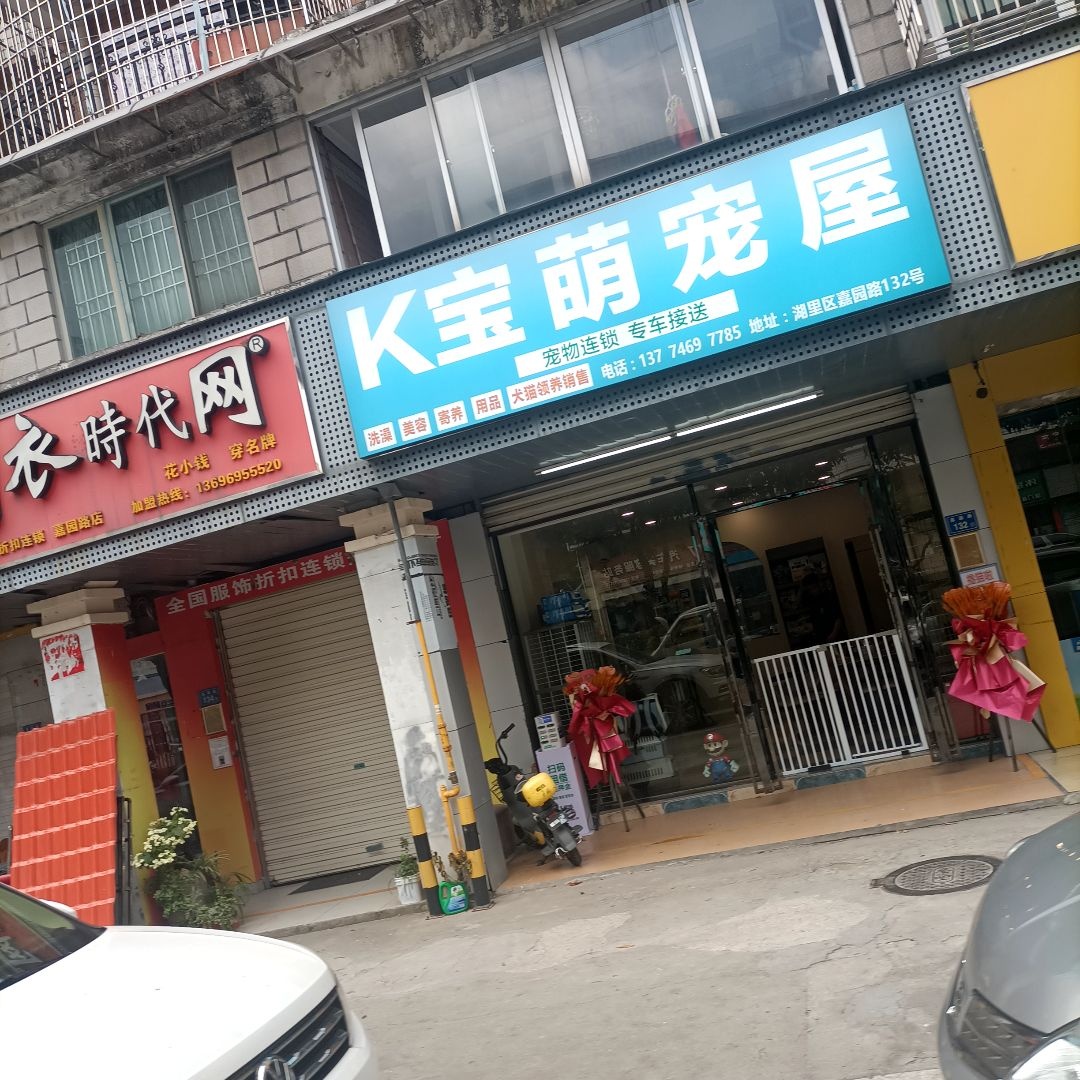 K宝萌宠屋
宠物连锁 专车接送
洗澡 美容 寄养 用品 犬猫领养销售 电话：137 7469 7785 地址：湖里区嘉园路132号
衣時代网®
花小钱 穿名牌
折扣连锁 嘉园路店 加盟热线：13696955520
全国服饰折扣连锁
132
134
扫码